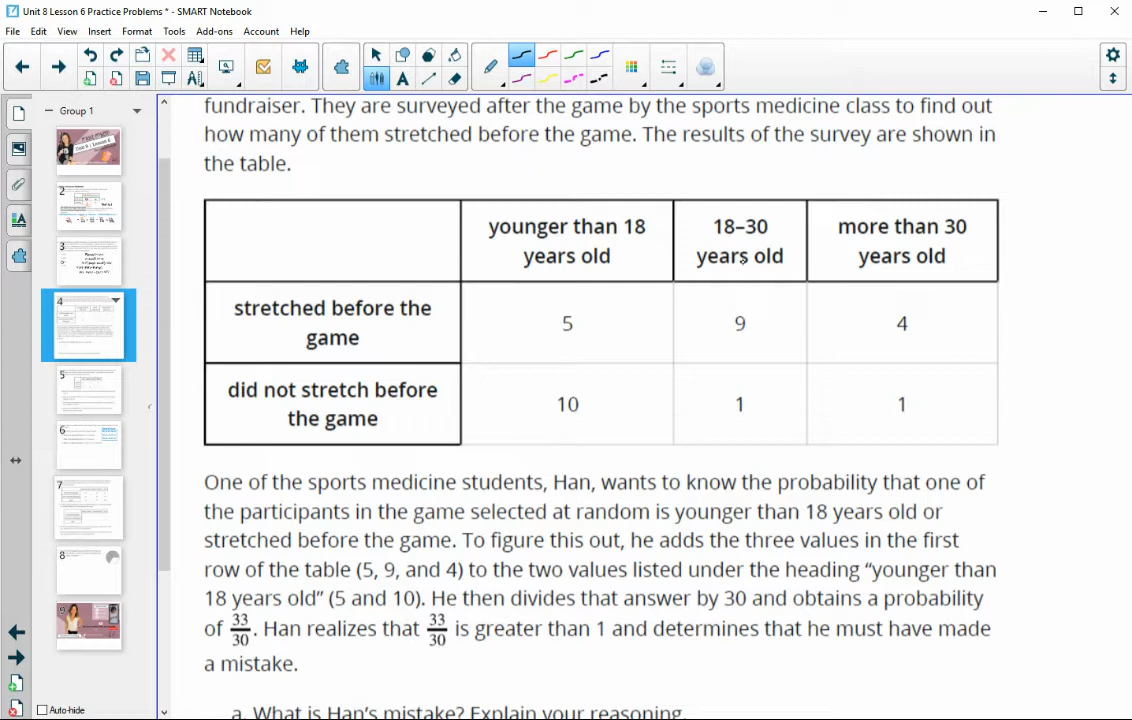 Unit 8 Lesson 6 Practice Problems * - SMART Notebook
File Edit View Insert Format Tools Add-ons Account Help
Group 1
2
3
4
5
6
7
8
9
Auto-hide
fundraiser. They are surveyed after the game by the sports medicine class to find out
how many of them stretched before the game. The results of the survey are shown in
the table.
younger than 18
years old
18–30
years old
more than 30
years old
stretched before the
game
5
9
4
did not stretch before
the game
10
1
1
One of the sports medicine students, Han, wants to know the probability that one of
the participants in the game selected at random is younger than 18 years old or
stretched before the game. To figure this out, he adds the three values in the first
row of the table (5, 9, and 4) to the two values listed under the heading “younger than
18 years old” (5 and 10). He then divides that answer by 30 and obtains a probability
of 33/30. Han realizes that 33/30 is greater than 1 and determines that he must have made
a mistake.
a. What is Han's mistake? Explain your reasoning.